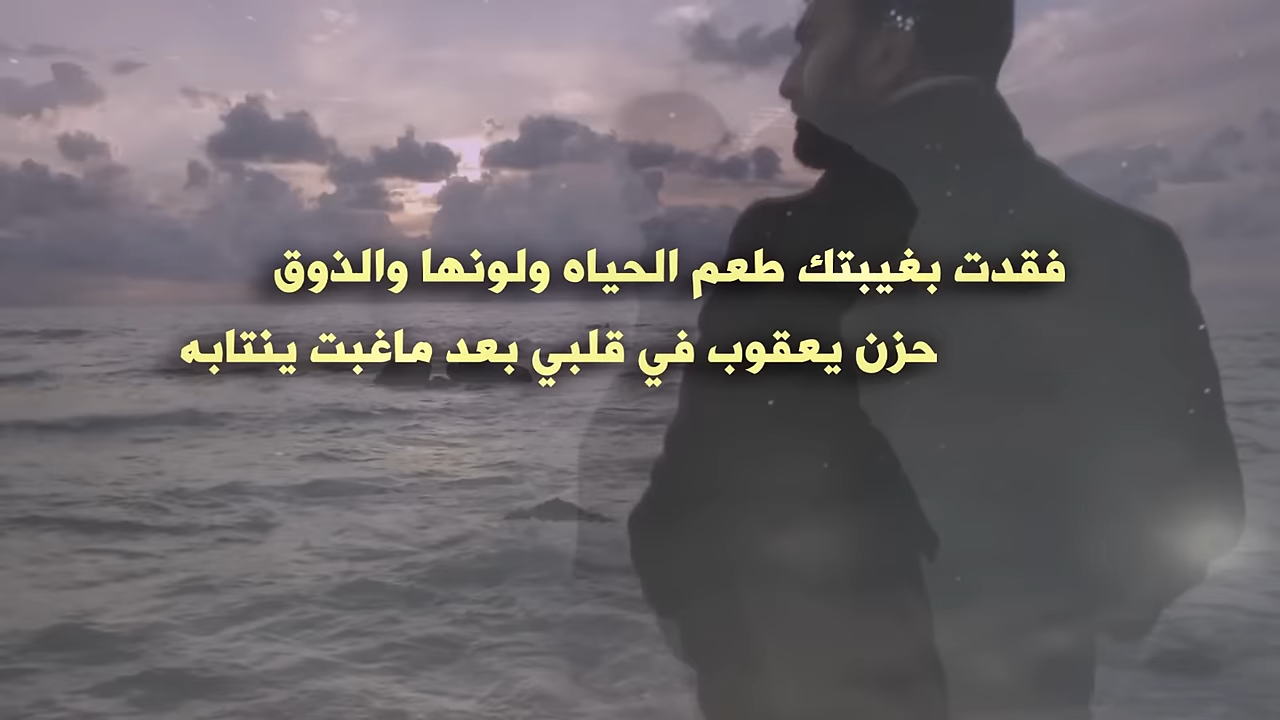 فقدت بغيبتك طعم الحياه ولونها والذوق
حزن يعقوب في قلبي بعد ماغبت ينتابه